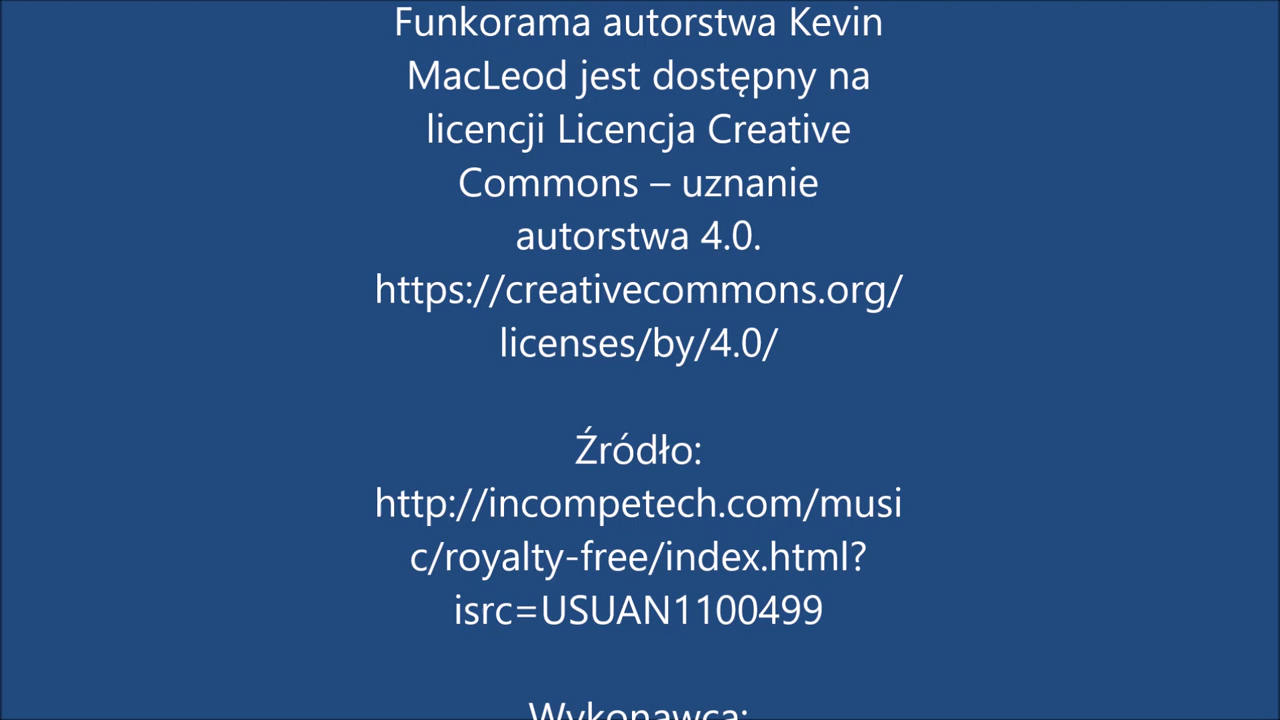 Funkorama autorstwa Kevin
MacLeod jest dostępny na
licencji Licencja Creative
Commons – uznanie
autorstwa 4.0.
https://creativecommons.org/
licenses/by/4.0/
Źródło:
http://incompetech.com/musi
c/royalty-free/index.html?
isrc=USUAN1100499
Wykonawca: